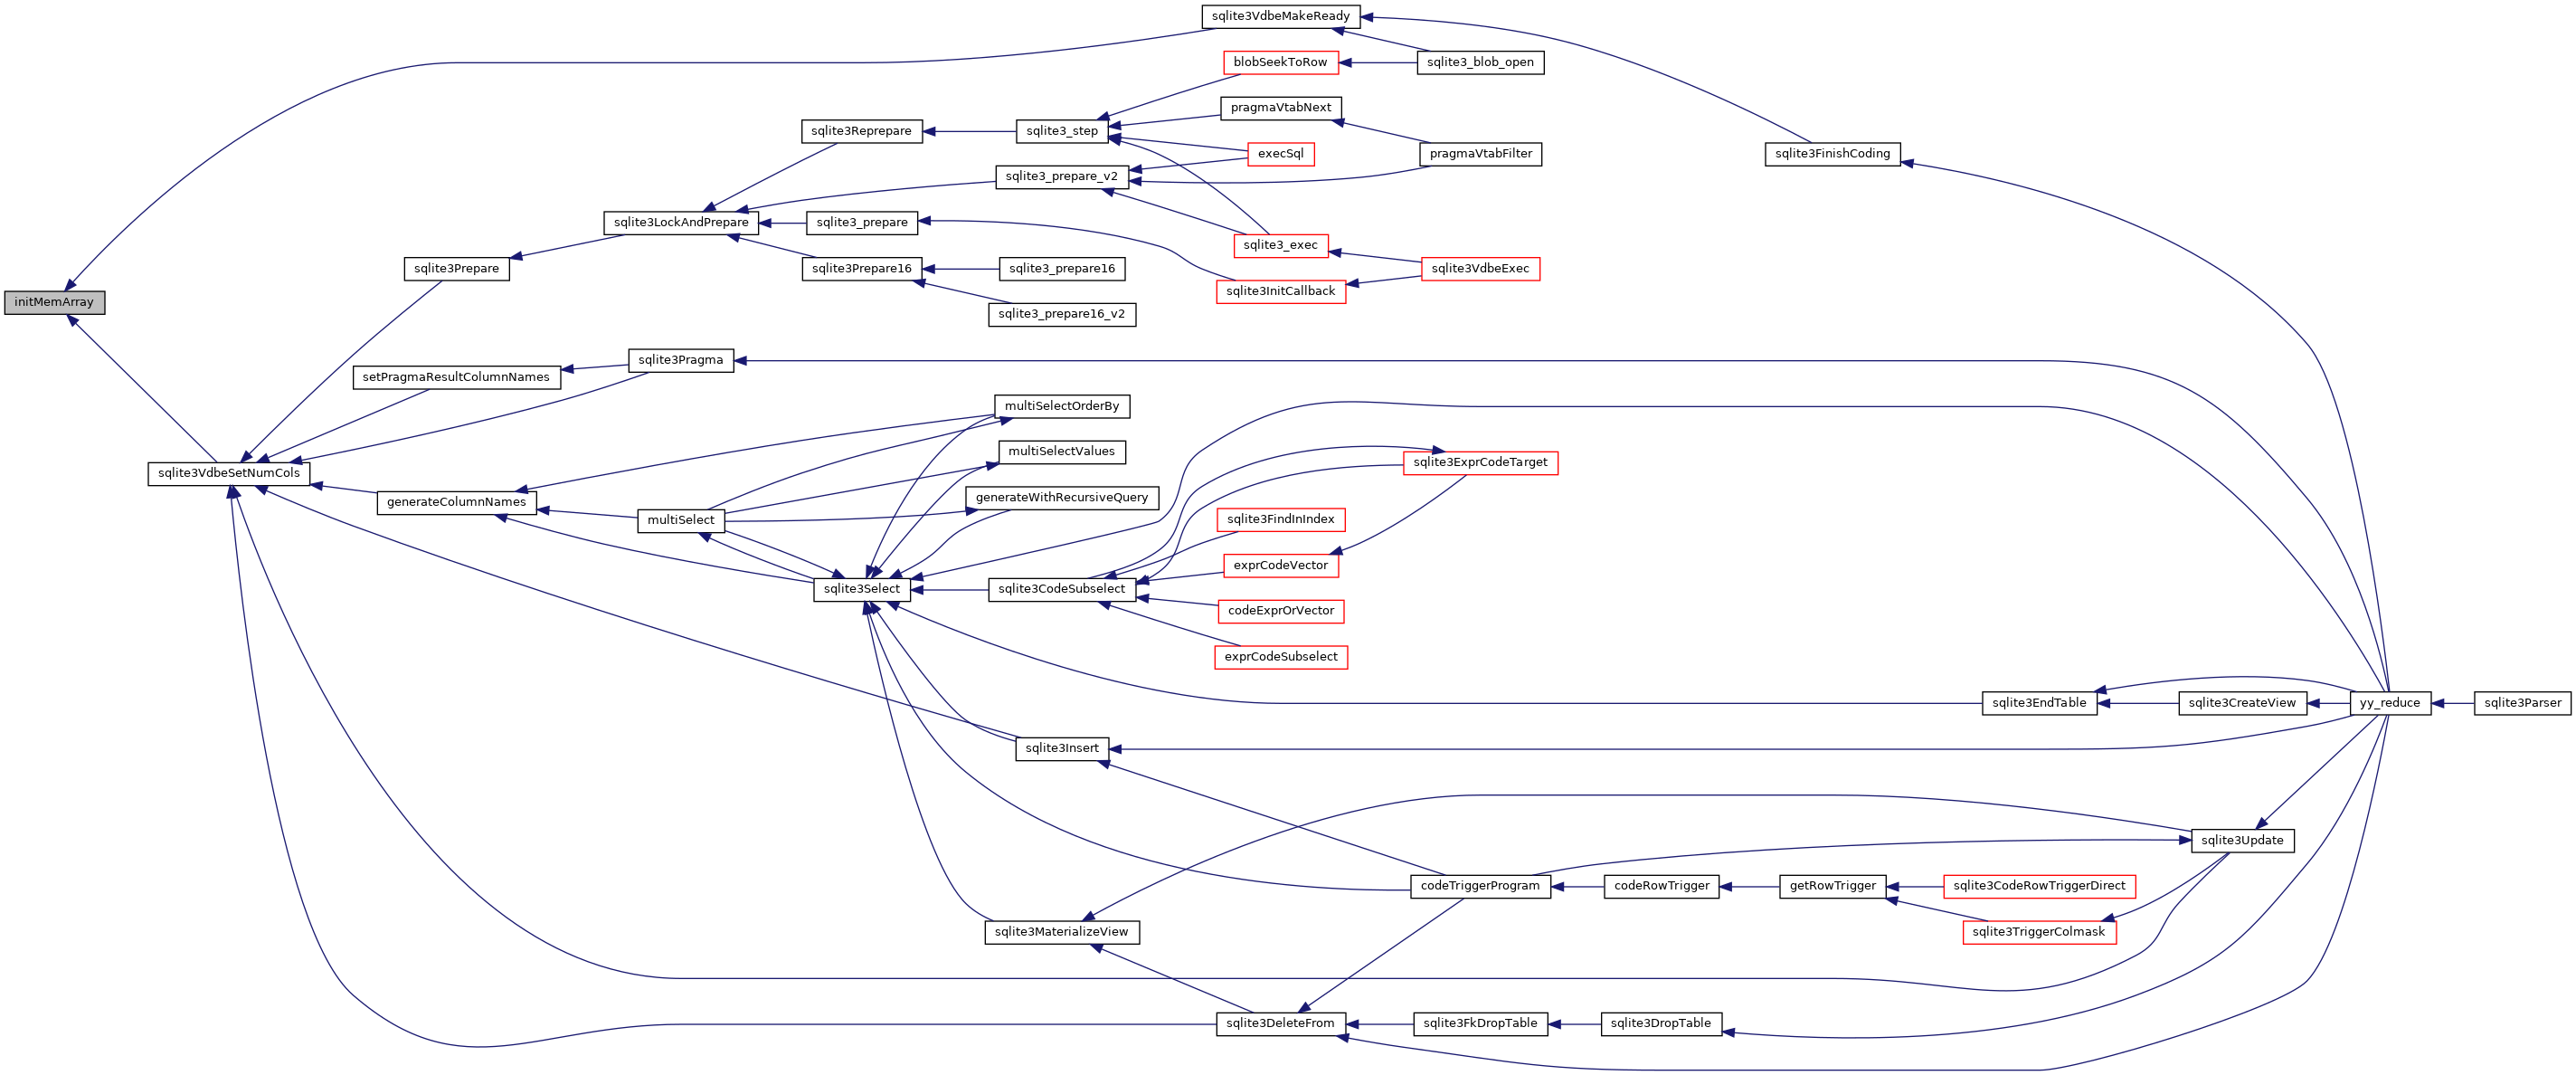 sqlite3VdbeMakeReady
blobSeekToRow
sqlite3_blob_open
pragmaVtabNext
sqlite3Reprepare
sqlite3_step
execSql
pragmaVtabFilter
sqlite3FinishCoding
sqlite3_prepare_v2
sqlite3LockAndPrepare
sqlite3_prepare
sqlite3_exec
sqlite3Prepare
sqlite3Prepare16
sqlite3_prepare16
sqlite3VdbeExec
sqlite3InitCallback
initMemArray
sqlite3_prepare16_v2
sqlite3Pragma
setPragmaResultColumnNames
multiSelectOrderBy
multiSelectValues
sqlite3ExprCodeTarget
sqlite3VdbeSetNumCols
generateColumnNames
generateWithRecursiveQuery
multiSelect
sqlite3FindInIndex
exprCodeVector
sqlite3Select
sqlite3CodeSubselect
codeExprOrVector
exprCodeSubselect
sqlite3EndTable
sqlite3CreateView
yy_reduce
sqlite3Parser
sqlite3Insert
sqlite3Update
codeTriggerProgram
codeRowTrigger
getRowTrigger
sqlite3CodeRowTriggerDirect
sqlite3MaterializeView
sqlite3TriggerColmask
sqlite3DeleteFrom
sqlite3FkDropTable
sqlite3DropTable